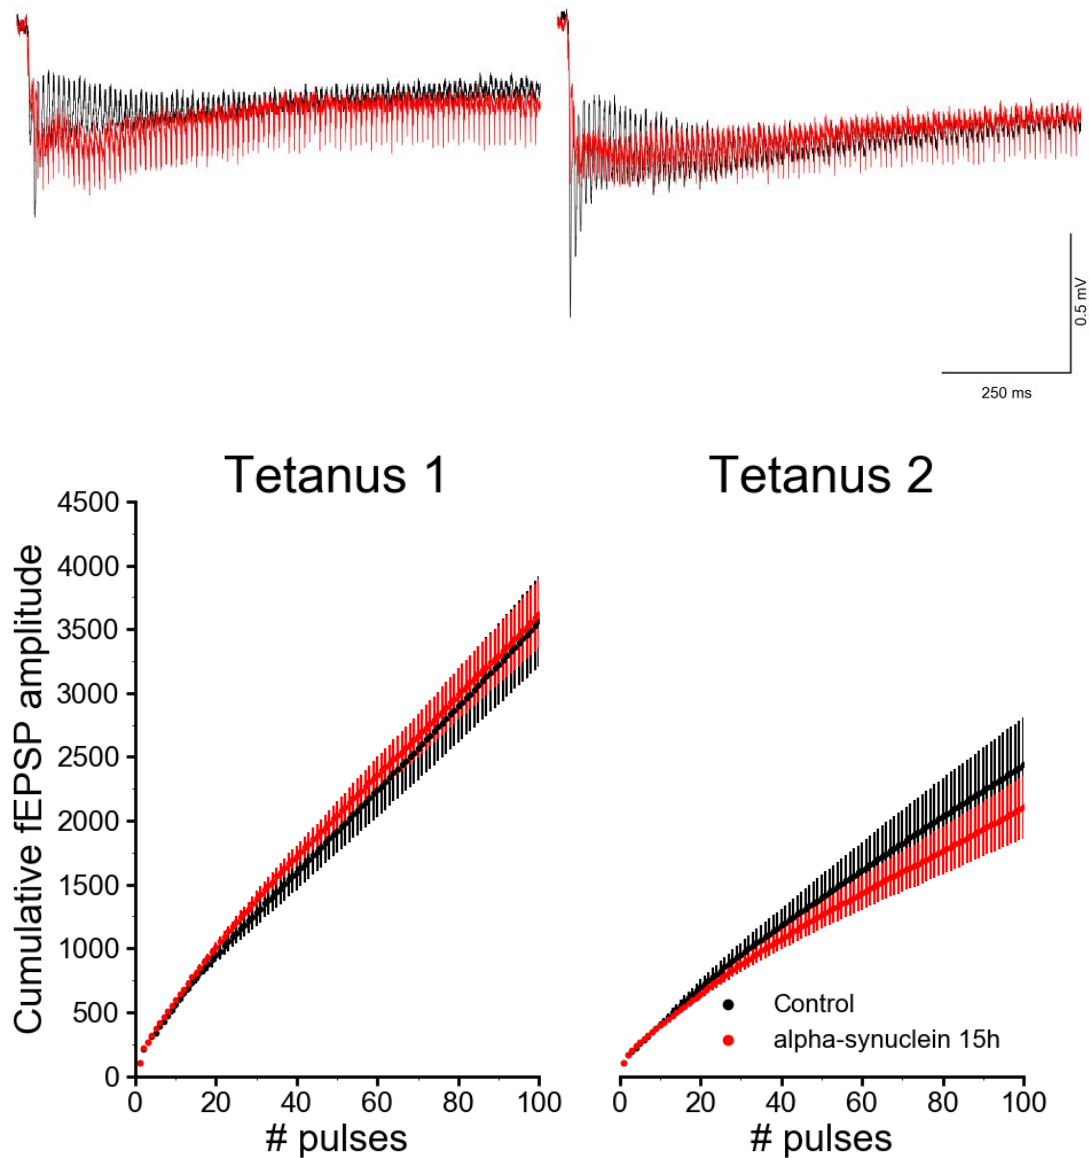 0.5 mV
250 ms
Tetanus 1
Tetanus 2
Cumulative fEPSP amplitude
4500
4000
3500
3000
2500
2000
1500
1000
500
0
0 20 40 60 80 100
# pulses
Control
alpha-synuclein 15h
0 20 40 60 80 100
# pulses